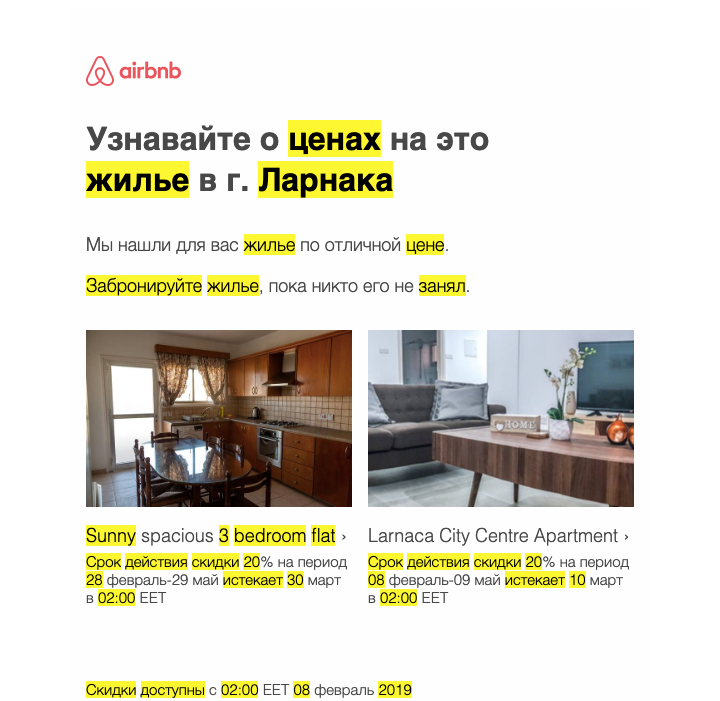 airbnb
Узнавайте о ценах на это
жилье в г. Ларнака
Мы нашли для вас жилье по отличной цене.
Забронируйте жилье, пока никто его не занял.
HOME
Sunny spacious 3 bedroom flat ›
Срок действия скидки 20% на период
28 февраль-29 май истекает 30 март
в 02:00 EET
Larnaca City Centre Apartment ›
Срок действия скидки 20% на период
08 февраль-09 май истекает 10 март
в 02:00 EET
Скидки доступны с 02:00 EET 08 февраль 2019